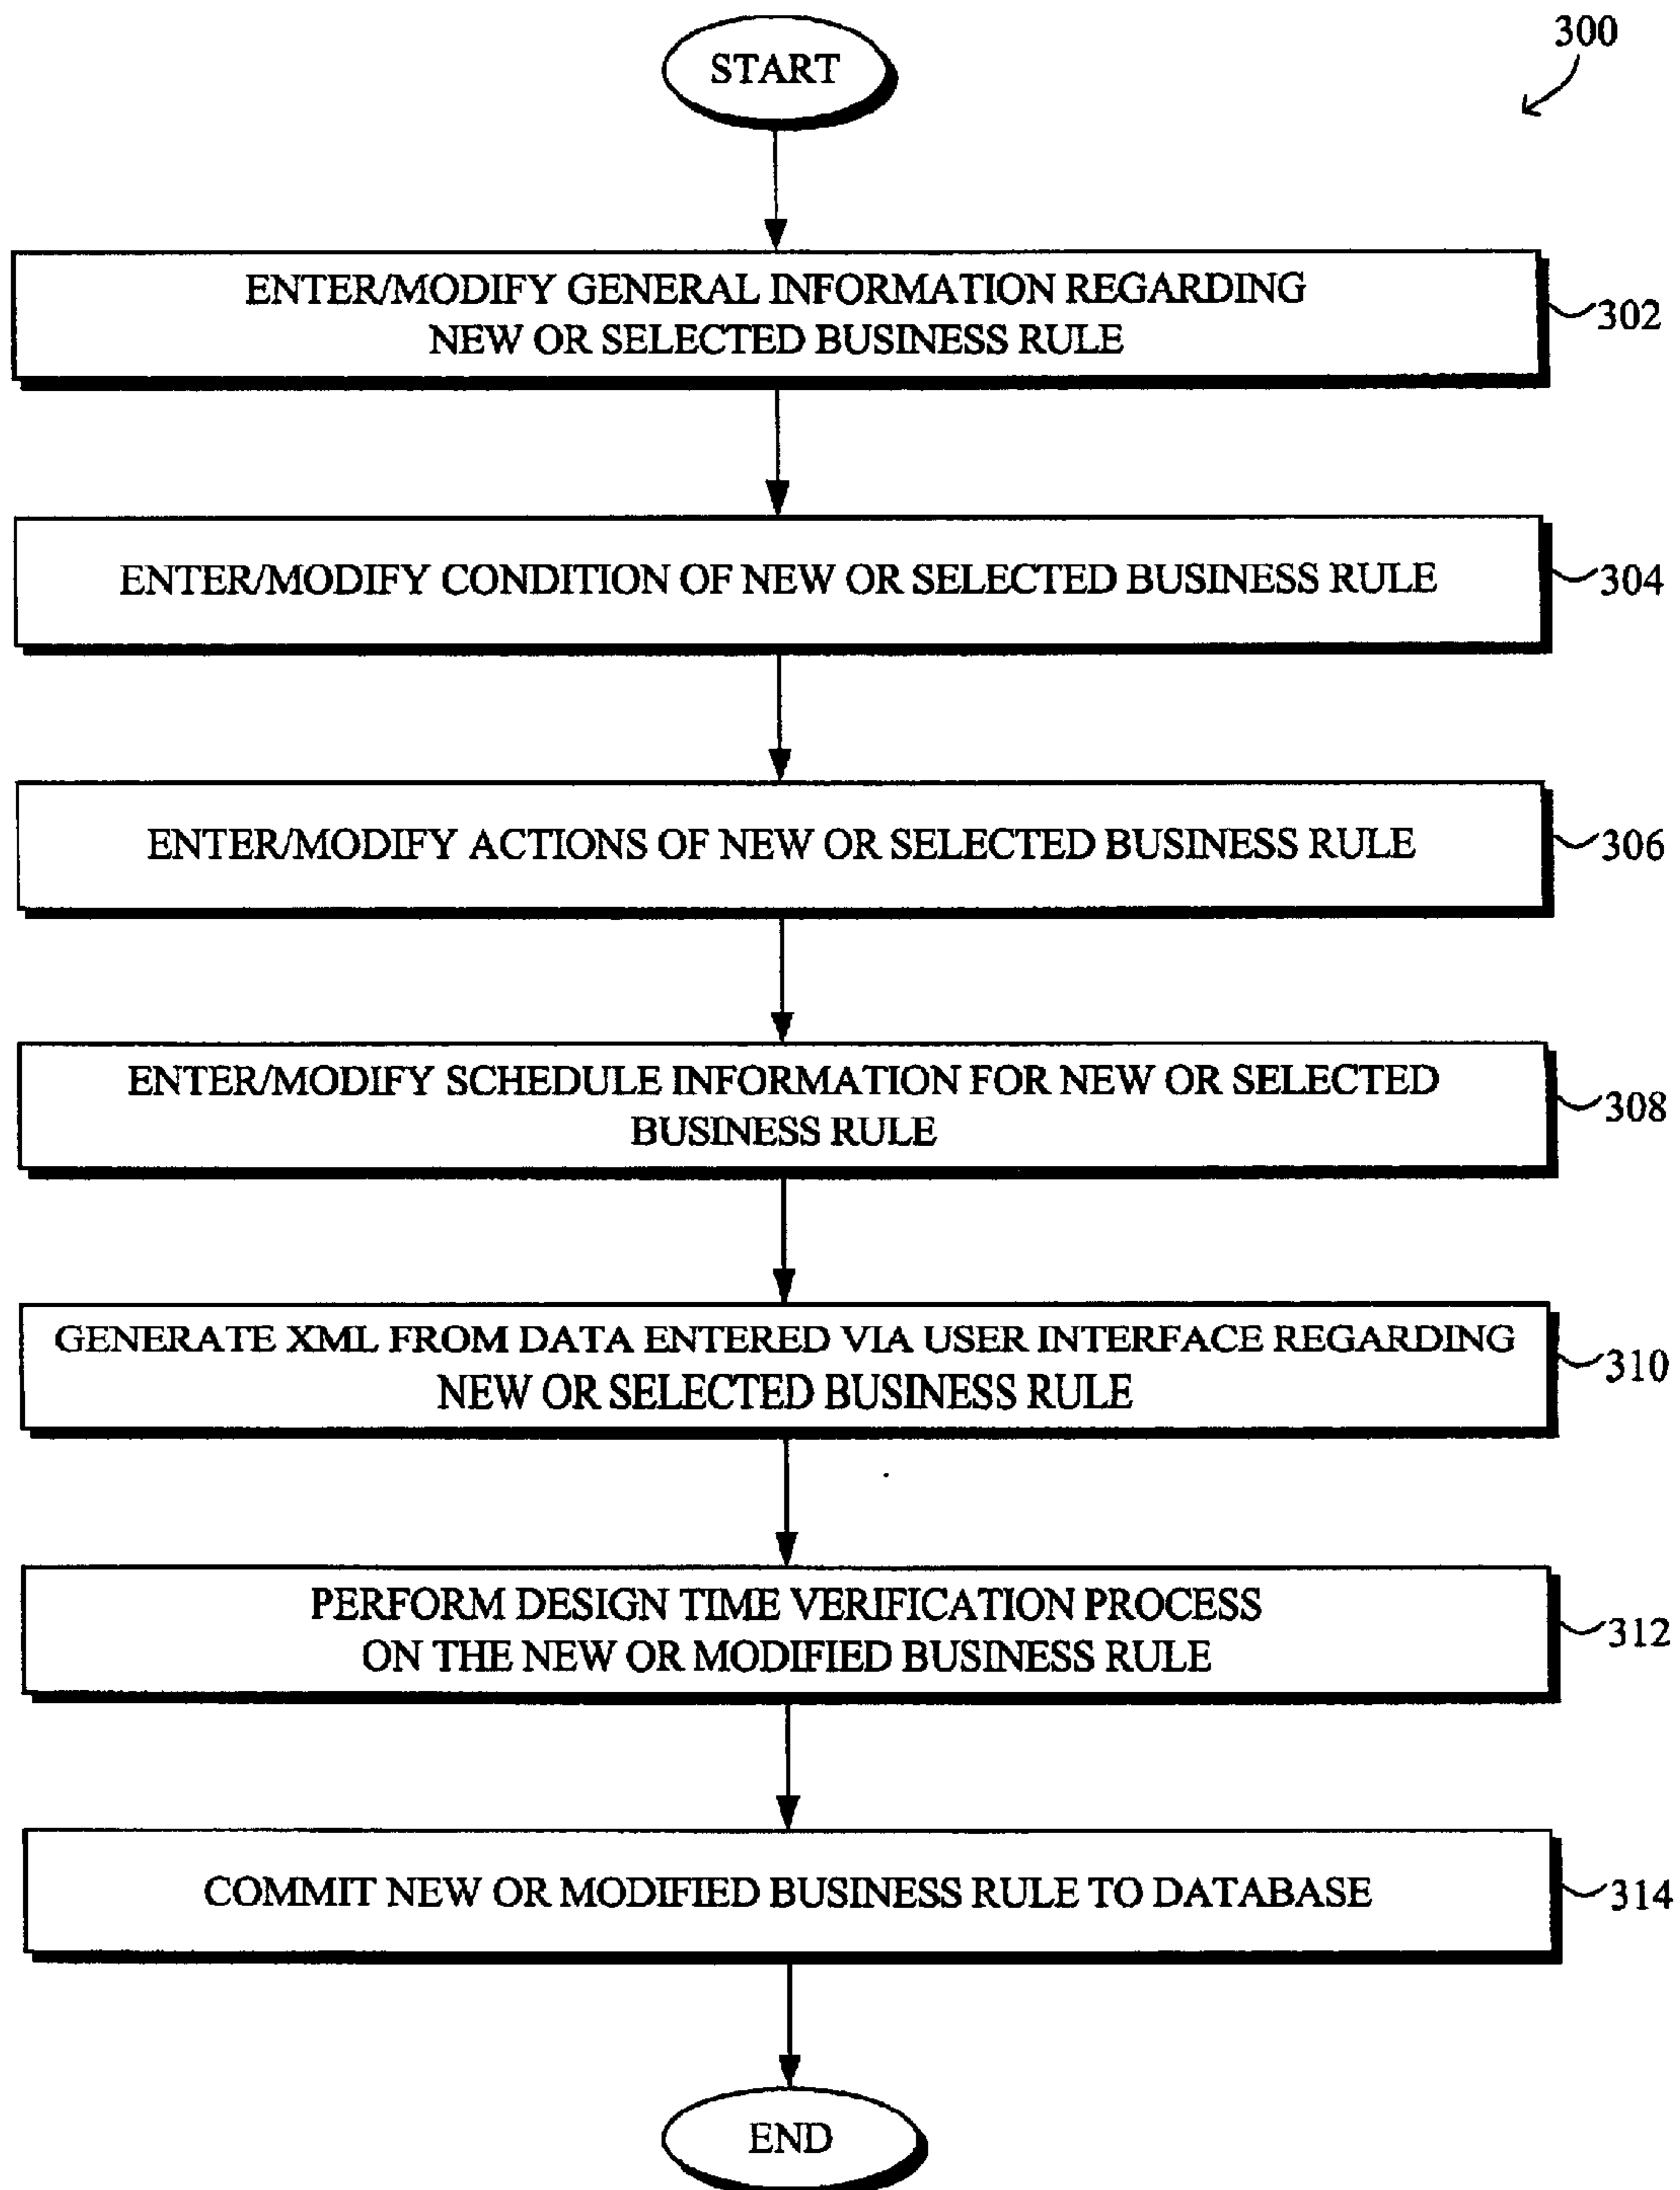 START
300
ENTER/MODIFY GENERAL INFORMATION REGARDING
NEW OR SELECTED BUSINESS RULE
302
ENTER/MODIFY CONDITION OF NEW OR SELECTED BUSINESS RULE
304
ENTER/MODIFY ACTIONS OF NEW OR SELECTED BUSINESS RULE
306
ENTER/MODIFY SCHEDULE INFORMATION FOR NEW OR SELECTED
BUSINESS RULE
308
GENERATE XML FROM DATA ENTERED VIA USER INTERFACE REGARDING
NEW OR SELECTED BUSINESS RULE
310
PERFORM DESIGN TIME VERIFICATION PROCESS
ON THE NEW OR MODIFIED BUSINESS RULE
312
COMMIT NEW OR MODIFIED BUSINESS RULE TO DATABASE
314
END